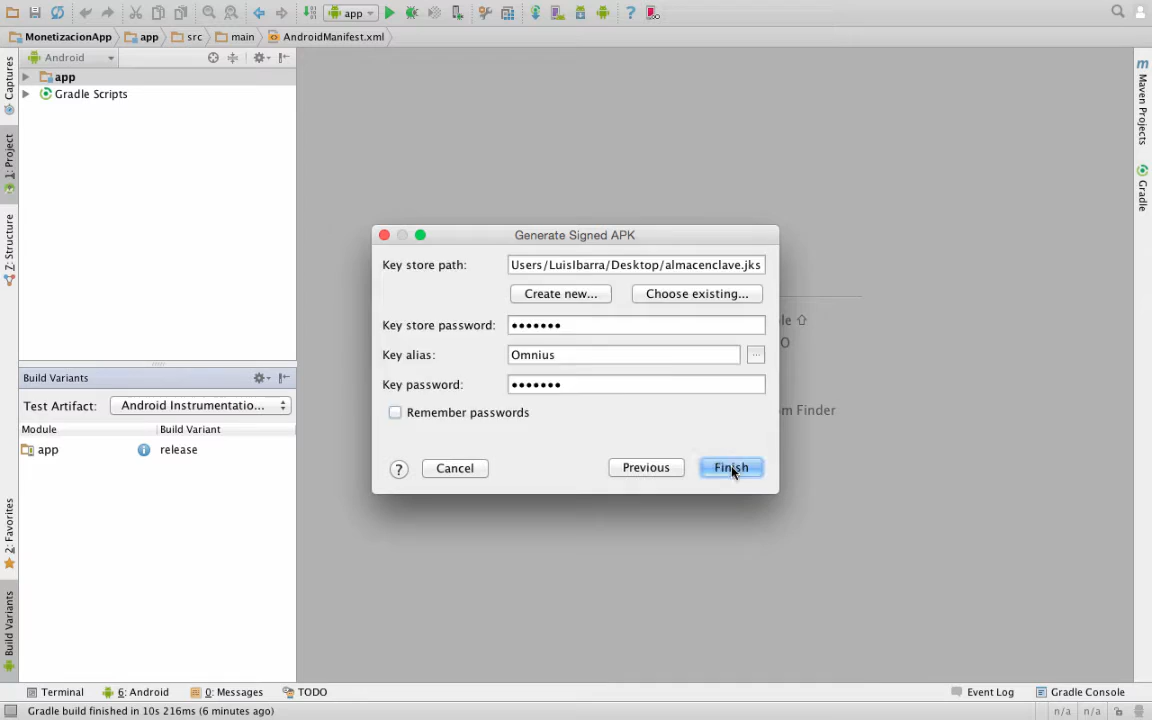 app
MonetizacionApp app src main AndroidManifest.xml
Captures
1: Project
Z: Structure
2: Favorites
Build Variants
Android
app
Gradle Scripts
Build Variants
Test Artifact: Android Instrumentatio...
Module Build Variant
app release
Generate Signed APK
Key store path: Users/LuisIbarra/Desktop/almacenclave.jks
Create new... Choose existing...
Key store password: •••••••
Key alias: Omnius ...
Key password: •••••••
Remember passwords
? Cancel Previous Finish
m Finder
Maven Projects
Gradle
Terminal 6: Android 0: Messages TODO Event Log Gradle Console
Gradle build finished in 10s 216ms (6 minutes ago) n/a n/a